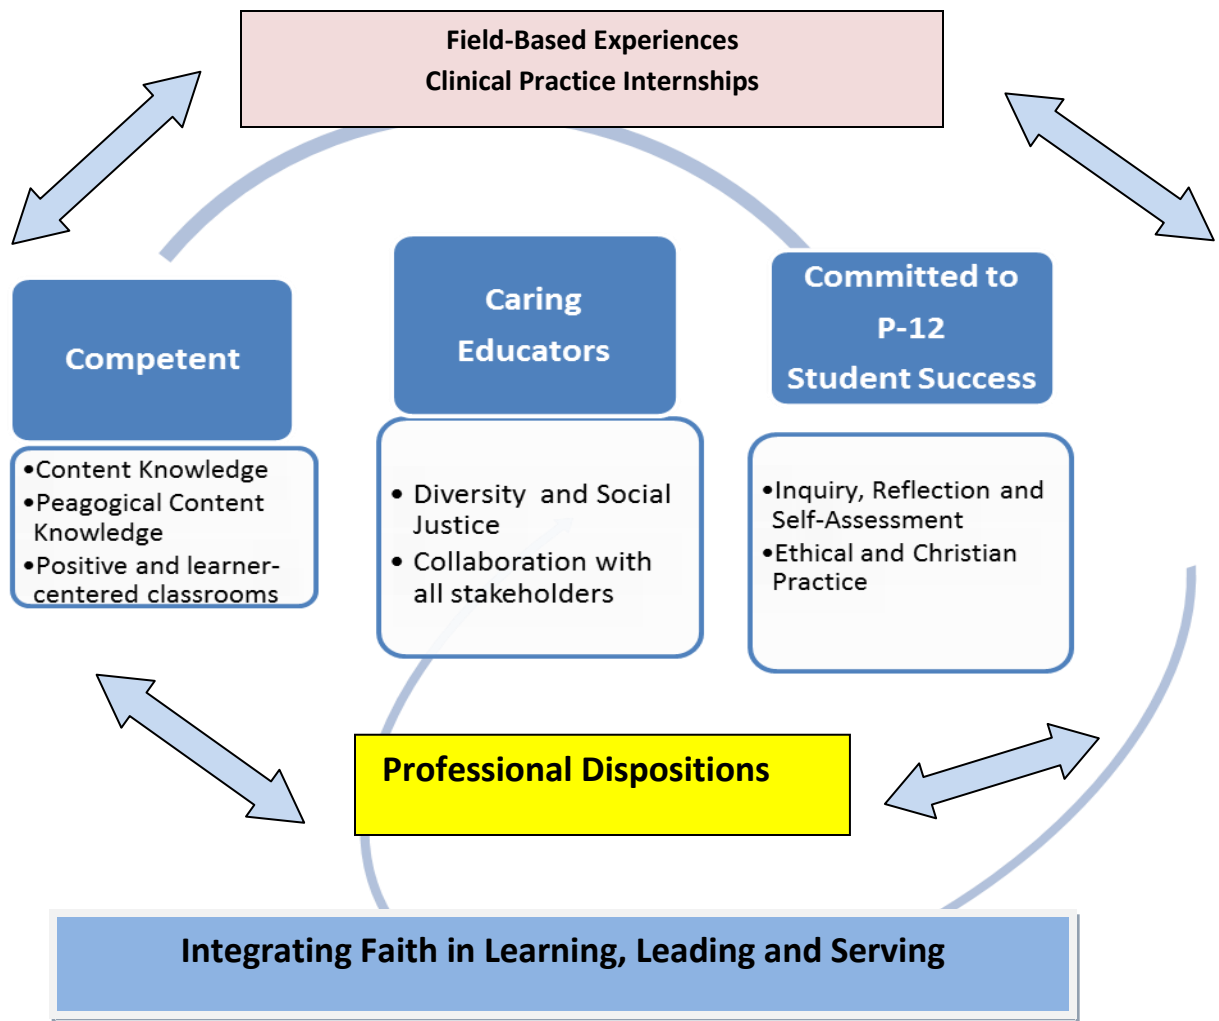 Field-Based Experiences
Clinical Practice Internships
Competent
•Content Knowledge
•Peagogical Content
Knowledge
•Positive and learner-
centered classrooms
Caring
Educators
• Diversity and Social
Justice
• Collaboration with
all stakeholders
Committed to
P-12
Student Success
•Inquiry, Reflection and
Self-Assessment
•Ethical and Christian
Practice
Professional Dispositions
Integrating Faith in Learning, Leading and Serving